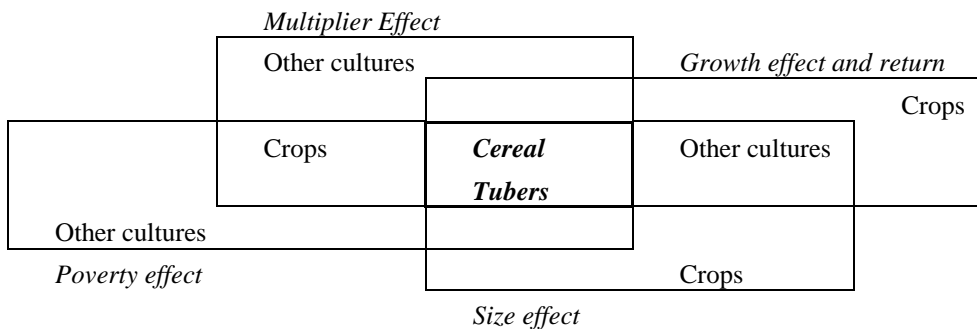 Multiplier Effect
Other cultures Growth effect and return
Crops
Crops Cereal Other cultures
Tubers
Other cultures
Poverty effect Crops
Size effect